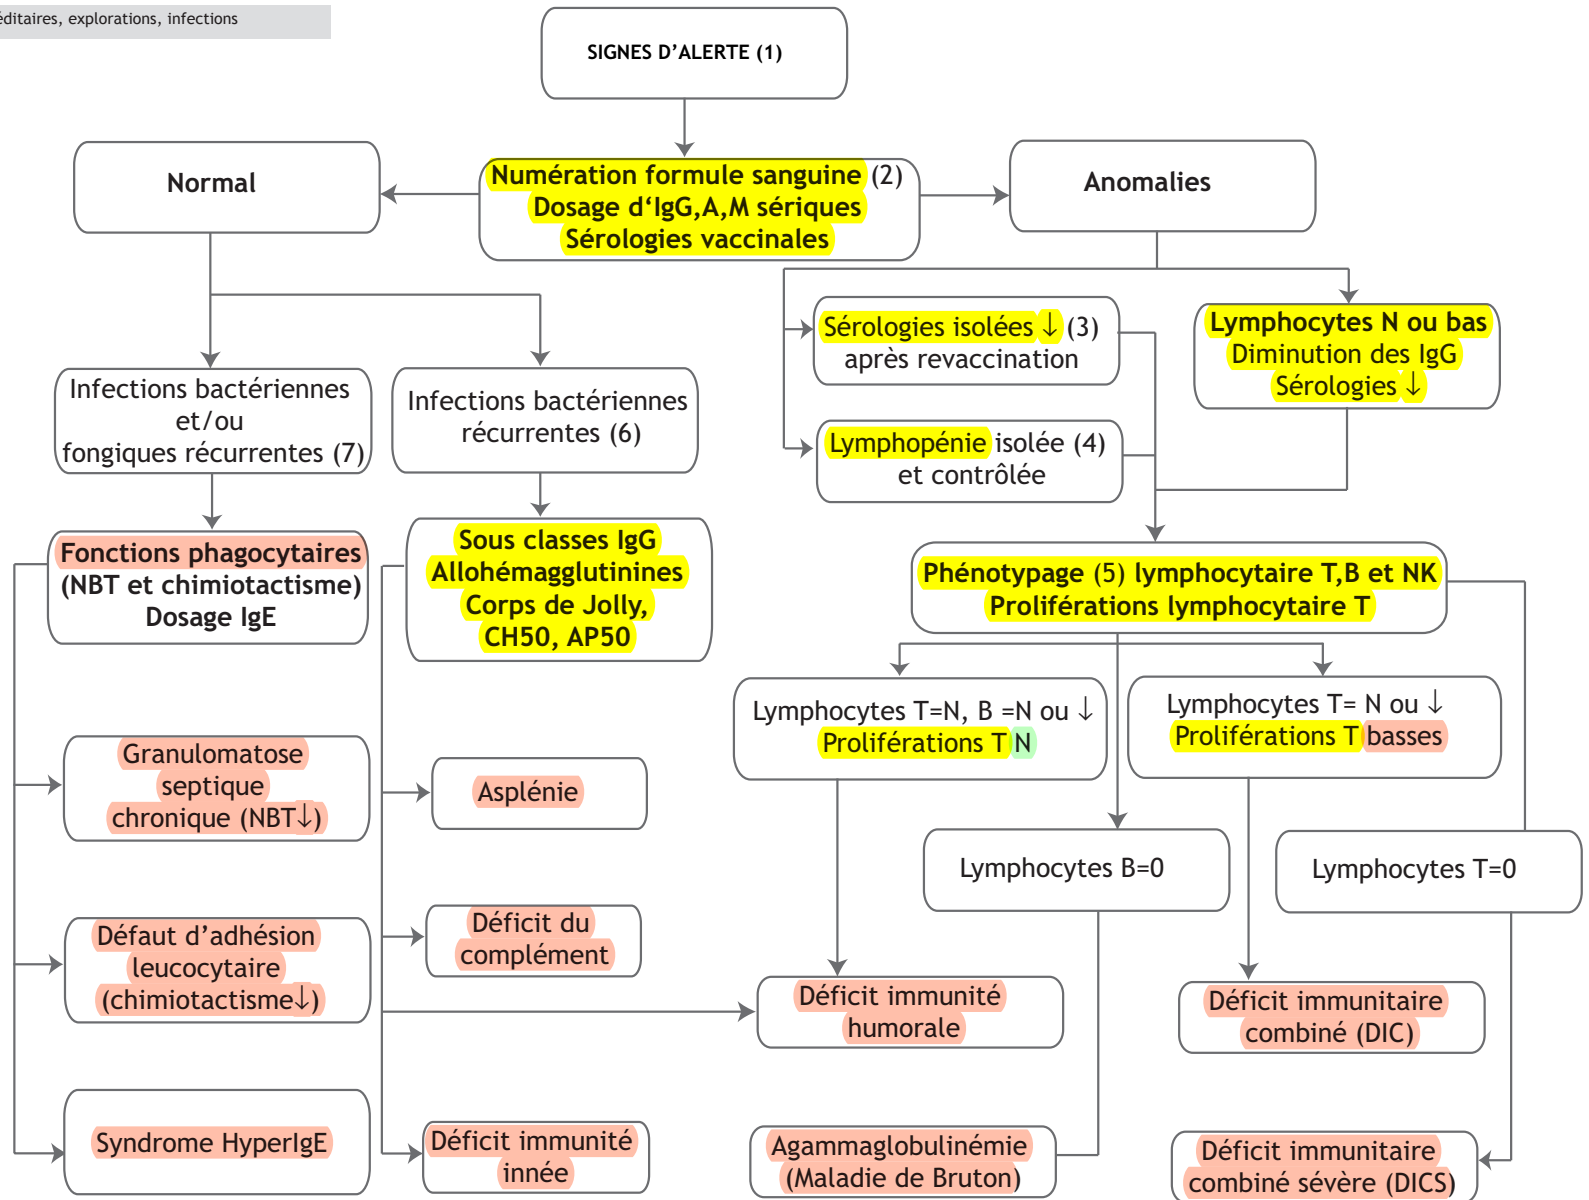 éditaires, explorations, infections
SIGNES D'ALERTE (1)
Normal
Numération formule sanguine (2)
Dosage d'IgG,A,M sériques
Sérologies vaccinales
Anomalies
Infections bactériennes
et/ou
fongiques récurrentes (7)
Infections bactériennes
récurrentes (6)
Sérologies isolées ↓ (3)
après revaccination
Lymphopénie isolée (4)
et contrôlée
Lymphocytes N ou bas
Diminution des IgG
Sérologies ↓
Fonctions phagocytaires
(NBT et chimiotactisme)
Dosage IgE
Sous classes IgG
Allohémagglutinines
Corps de Jolly,
CH50, AP50
Phénotypage (5) lymphocytaire T,B et NK
Proliférations lymphocytaire T
Lymphocytes T=N, B =N ou ↓
Proliférations T N
Lymphocytes T= N ou ↓
Proliférations T basses
Granulomatose
septique
chronique (NBT↓)
Asplénie
Lymphocytes B=0
Lymphocytes T=0
Défaut d'adhésion
leucocytaire
(chimiotactisme↓)
Déficit du
complément
Déficit immunité
humorale
Déficit immunitaire
combiné (DIC)
Syndrome HyperIgE
Déficit immunité
innée
Agammaglobulinémie
(Maladie de Bruton)
Déficit immunitaire
combiné sévère (DICS)